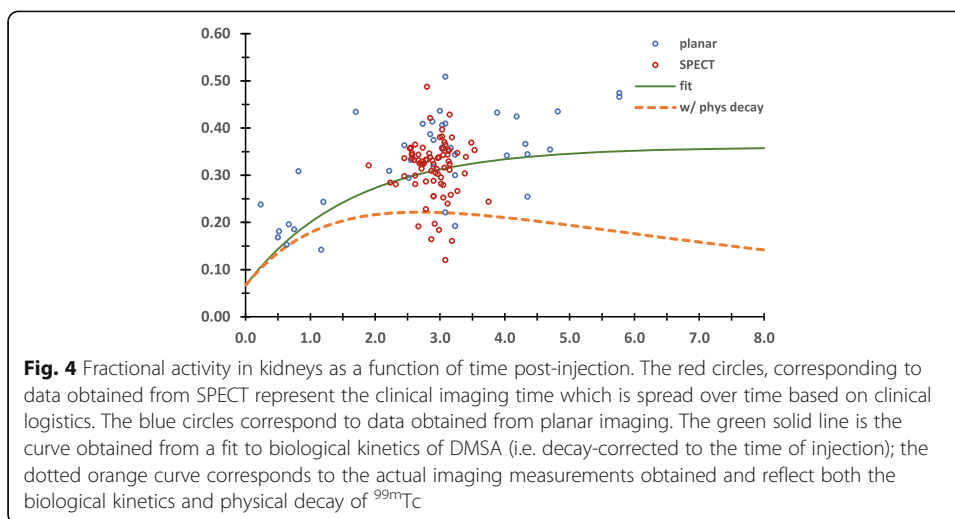 0.60
planar
SPECT
fit
w/ phys decay
0.50
0.40
0.30
0.20
0.10
0.00
0.0 1.0 2.0 3.0 4.0 5.0 6.0 7.0 8.0
Fig. 4 Fractional activity in kidneys as a function of time post-injection. The red circles, corresponding to
data obtained from SPECT represent the clinical imaging time which is spread over time based on clinical
logistics. The blue circles correspond to data obtained from planar imaging. The green solid line is the
curve obtained from a fit to biological kinetics of DMSA (i.e. decay-corrected to the time of injection); the
dotted orange curve corresponds to the actual imaging measurements obtained and reflect both the
biological kinetics and physical decay of ⁹⁹ᵐTc